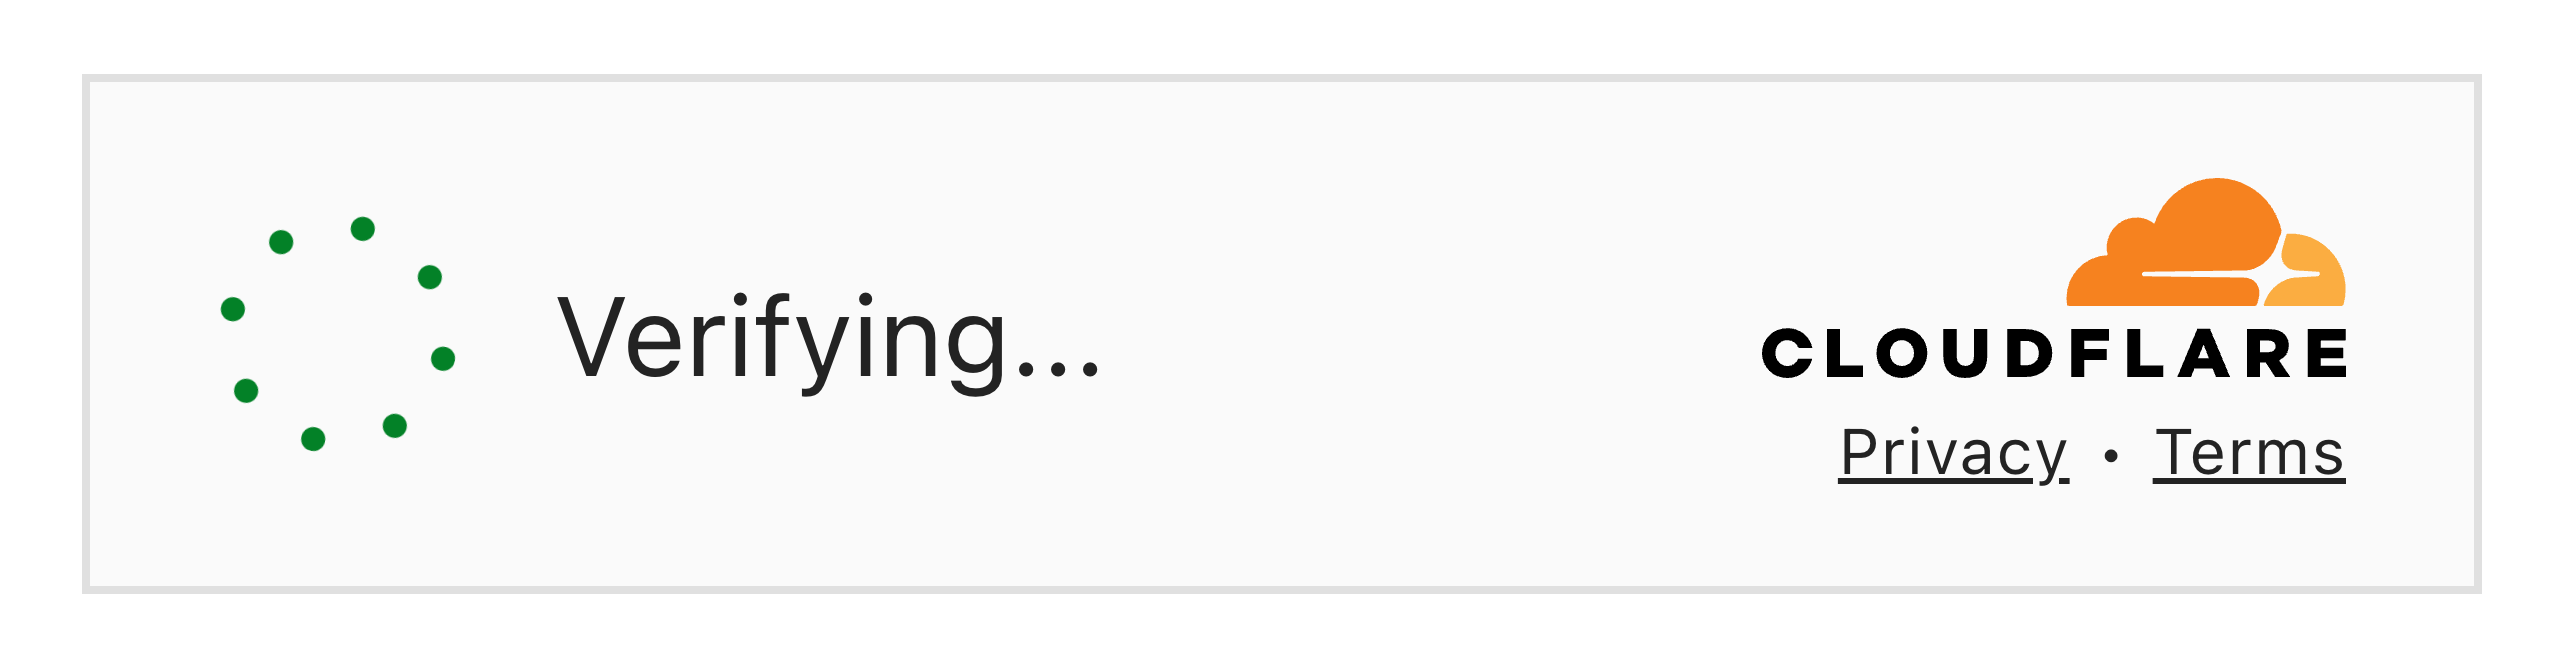 Verifying...
CLOUDFLARE
Privacy • Terms